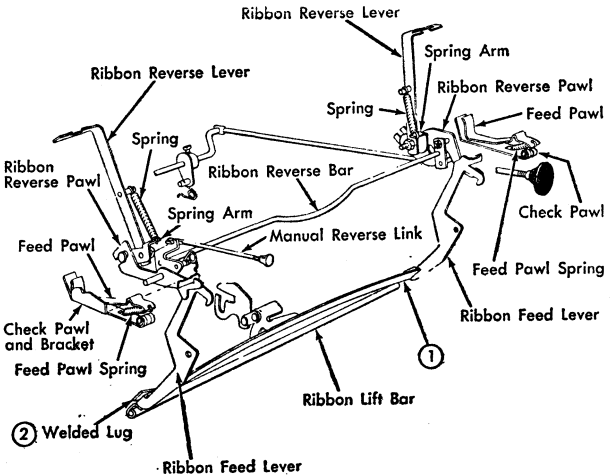 Ribbon Reverse Lever
Spring Arm
Ribbon Reverse Lever
Ribbon Reverse Pawl
Spring
Feed Pawl
Spring
Ribbon
Reverse Pawl
Ribbon Reverse Bar
Spring Arm
Check Pawl
Manual Reverse Link
Feed Pawl
Feed Pawl Spring
Ribbon Feed Lever
Check Pawl
and Bracket
1
Feed Pawl Spring
Ribbon Lift Bar
2 Welded Lug
Ribbon Feed Lever